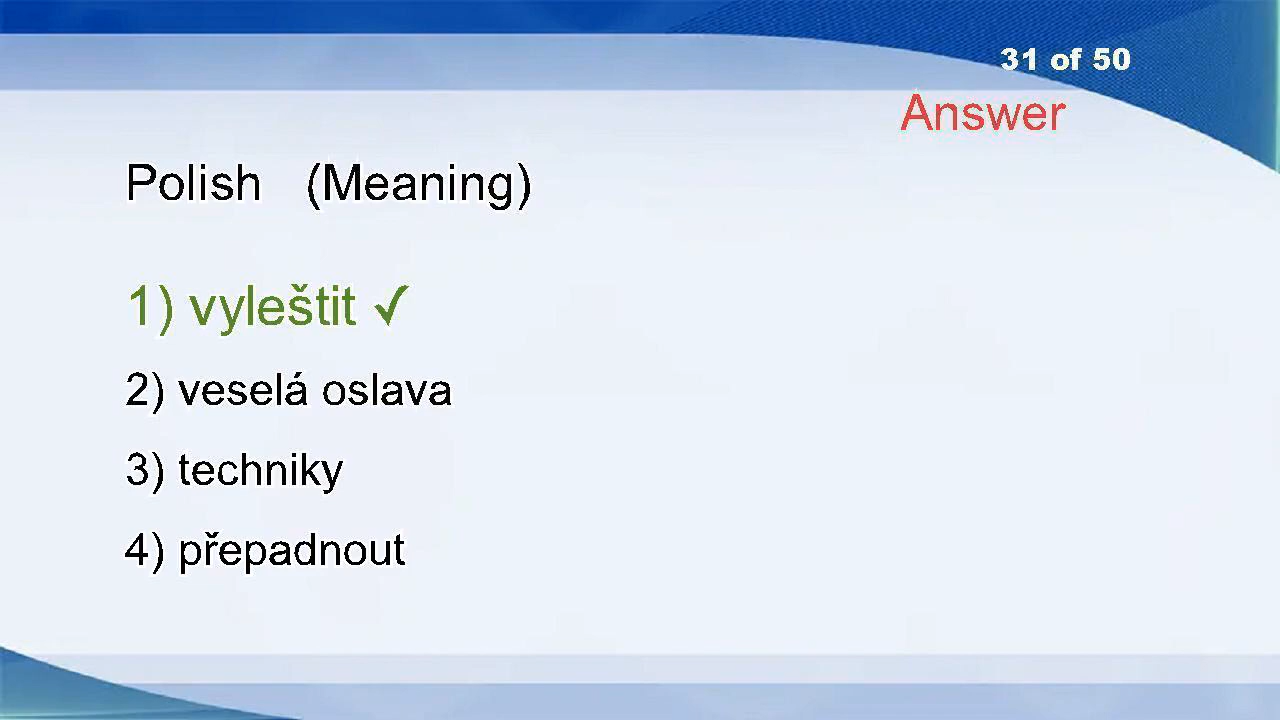 31 of 50
Answer
Polish (Meaning)
1) vyleštit ✓
2) veselá oslava
3) techniky
4) přepadnout